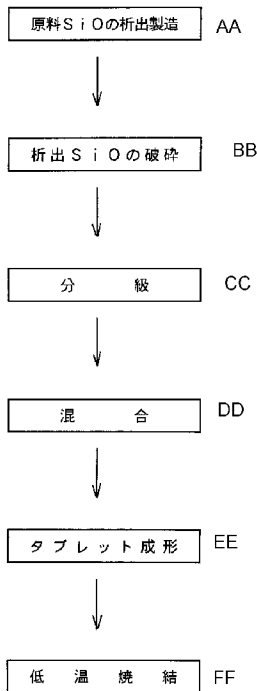 原料SiOの析出製造 AA
析出SiOの破砕 BB
分級 CC
混合 DD
タブレット成形 EE
低温焼結 FF